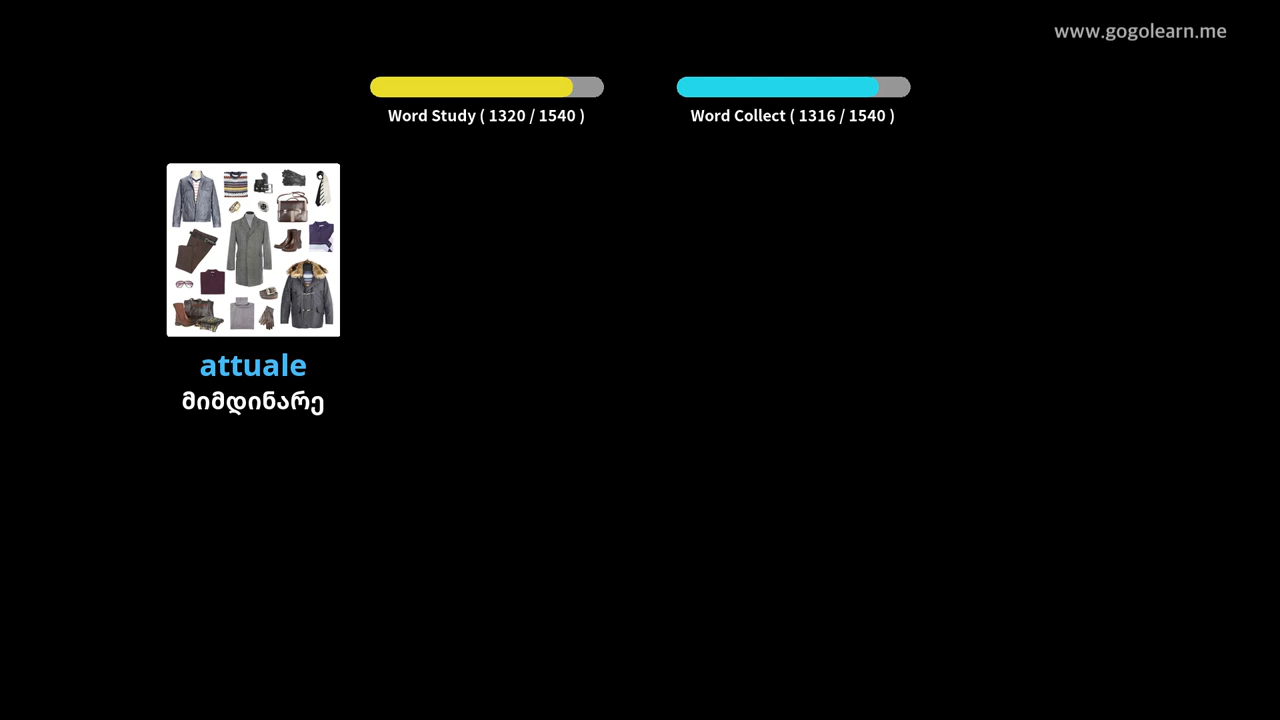 www.gogolearn.me
Word Study ( 1320 / 1540 )
Word Collect ( 1316 / 1540 )
attuale
მიმდინარე